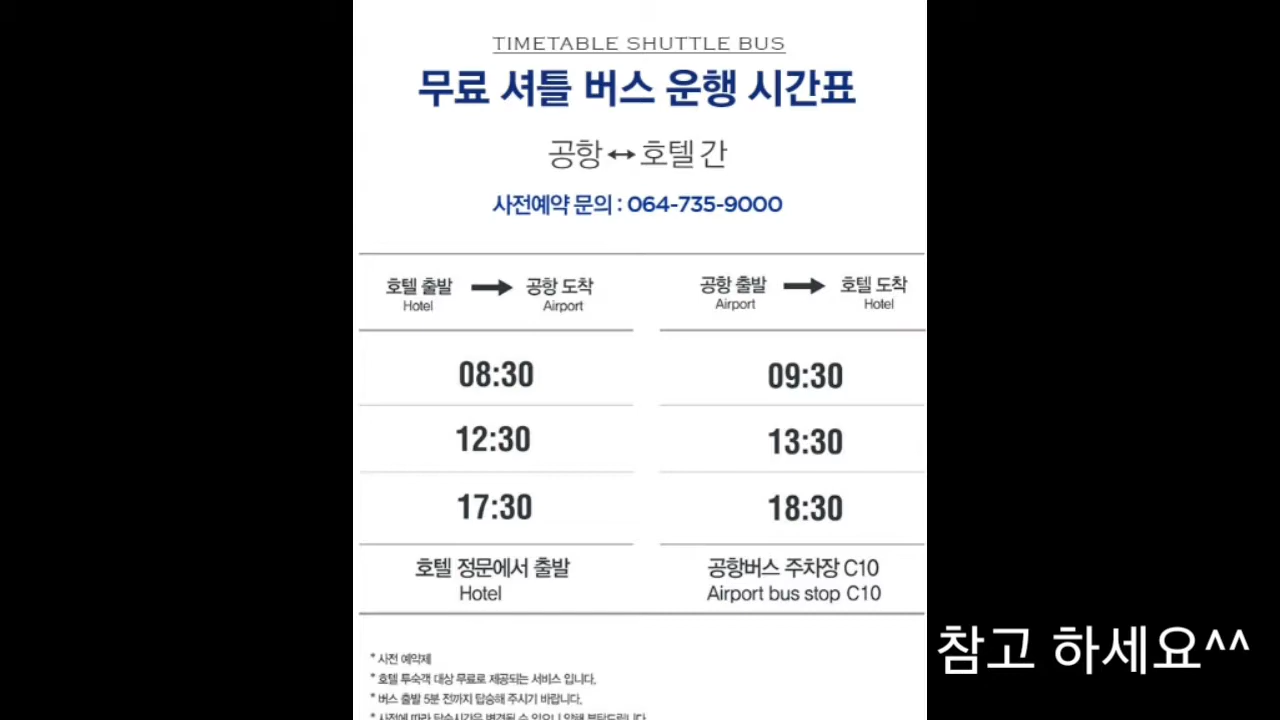 TIMETABLE SHUTTLE BUS
무료 셔틀 버스 운행 시간표
공항 ↔ 호텔 간
사전예약 문의 : 064-735-9000
호텔 출발 → 공항 도착
Hotel Airport
공항 출발 → 호텔 도착
Airport Hotel
08:30 09:30
12:30 13:30
17:30 18:30
호텔 정문에서 출발
Hotel
공항버스 주차장 C10
Airport bus stop C10
참고 하세요^^
* 사전 예약제
* 호텔 투숙객 대상 무료로 제공되는 서비스 입니다.
* 버스 출발 5분 전까지 탑승해 주시기 바랍니다.